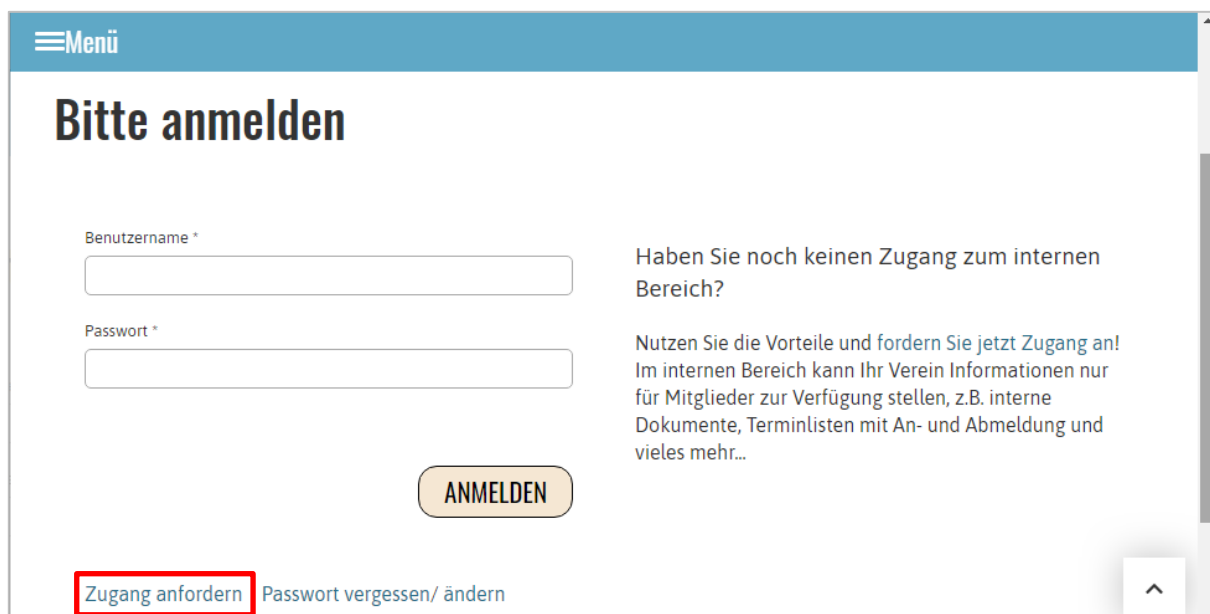 Menü
Bitte anmelden
Benutzername *
Passwort *
ANMELDEN
Zugang anfordern Passwort vergessen/ ändern
Haben Sie noch keinen Zugang zum internen
Bereich?
Nutzen Sie die Vorteile und fordern Sie jetzt Zugang an!
Im internen Bereich kann Ihr Verein Informationen nur
für Mitglieder zur Verfügung stellen, z.B. interne
Dokumente, Terminlisten mit An- und Abmeldung und
vieles mehr...